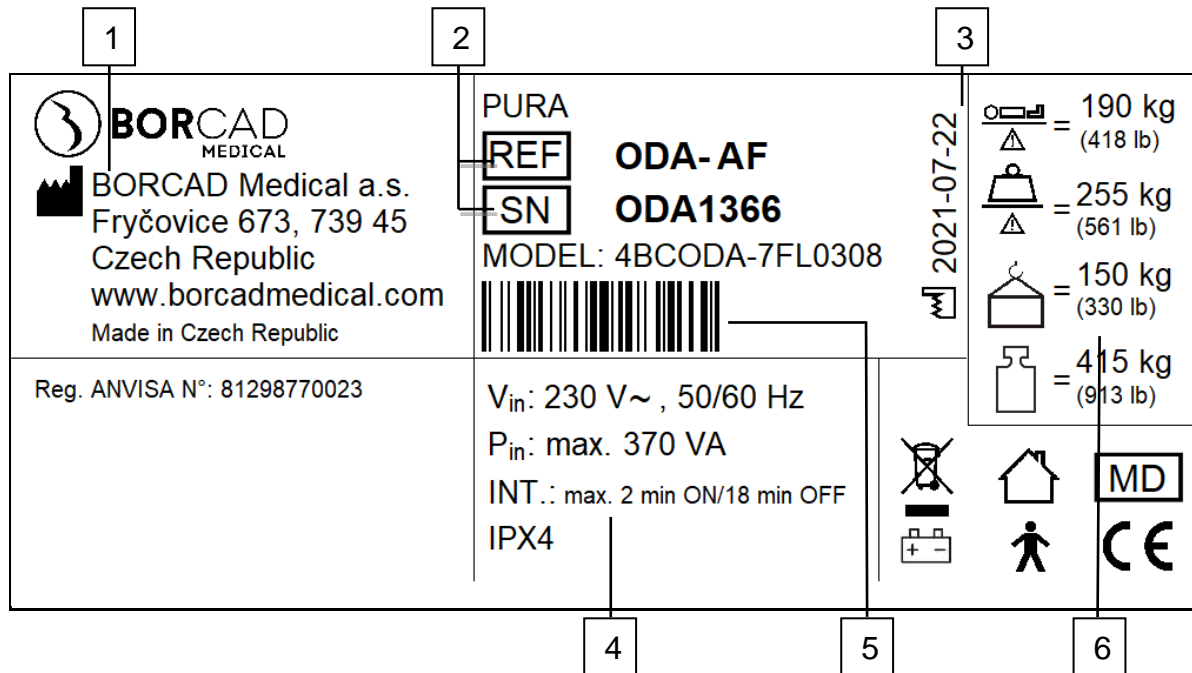 1
2
3
BORCAD
MEDICAL
BORCAD Medical a.s.
Fryčovice 673, 739 45
Czech Republic
www.borcadmedical.com
Made in Czech Republic
PURA
REF ODA- AF
SN ODA1366
MODEL: 4BCODA-7FL0308
2021-07-22
= 190 kg
(418 lb)
= 255 kg
(561 lb)
= 150 kg
(330 lb)
= 415 kg
(913 lb)
Reg. ANVISA N°: 81298770023
Vin: 230 V~ , 50/60 Hz
Pin: max. 370 VA
INT.: max. 2 min ON/18 min OFF
IPX4
+ -
MD
CE
4
5
6